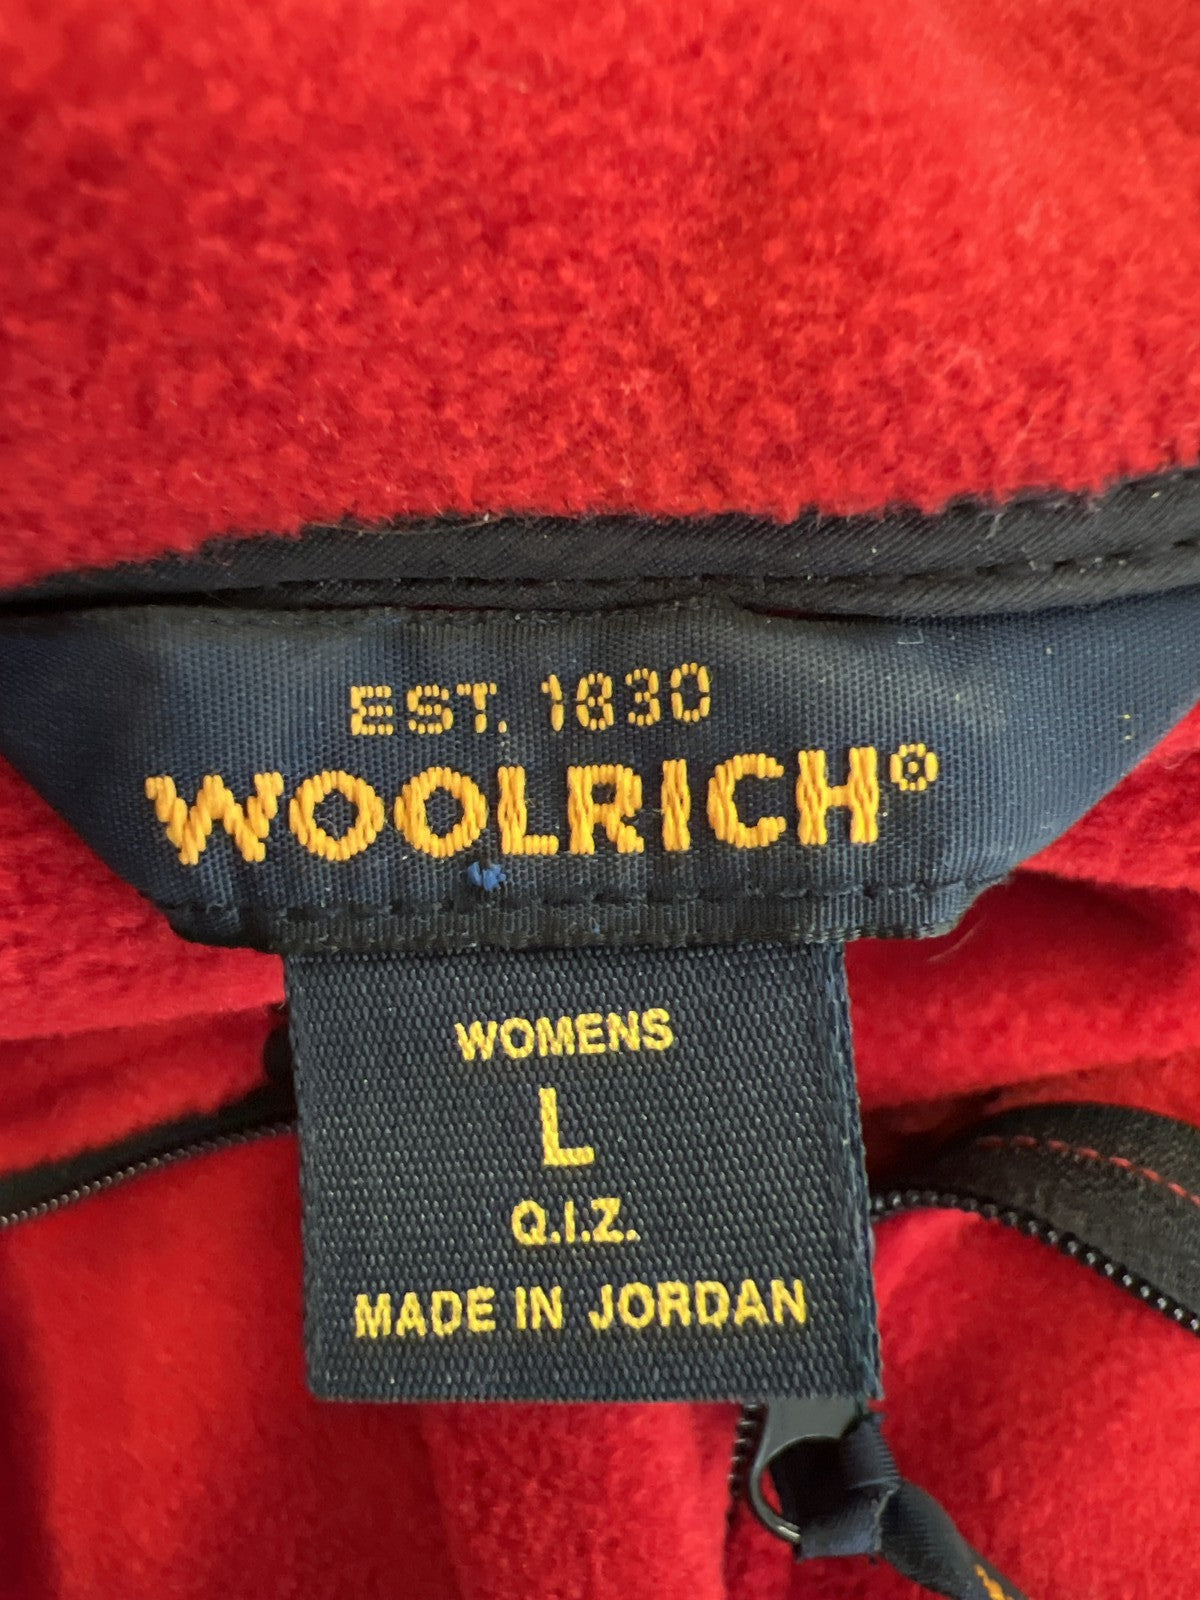 EST. 1830
WOOLRICH®
WOMENS
L
Q.I.Z.
MADE IN JORDAN